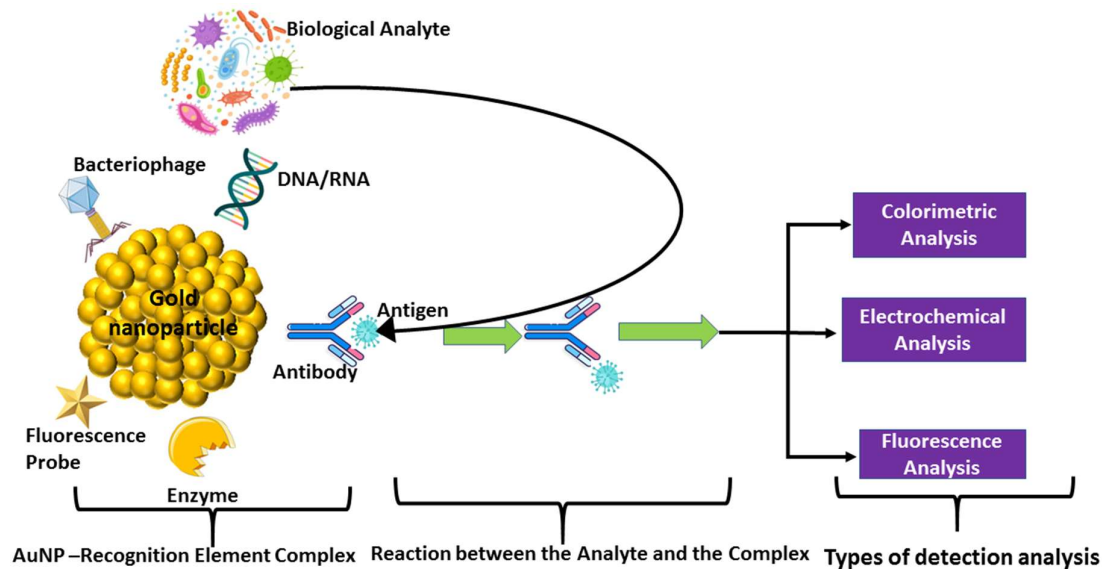 Biological Analyte
Bacteriophage
DNA/RNA
Gold
nanoparticle
Antigen
Antibody
Fluorescence
Probe
Enzyme
Colorimetric
Analysis
Electrochemical
Analysis
Fluorescence
Analysis
AuNP –Recognition Element Complex
Reaction between the Analyte and the Complex
Types of detection analysis